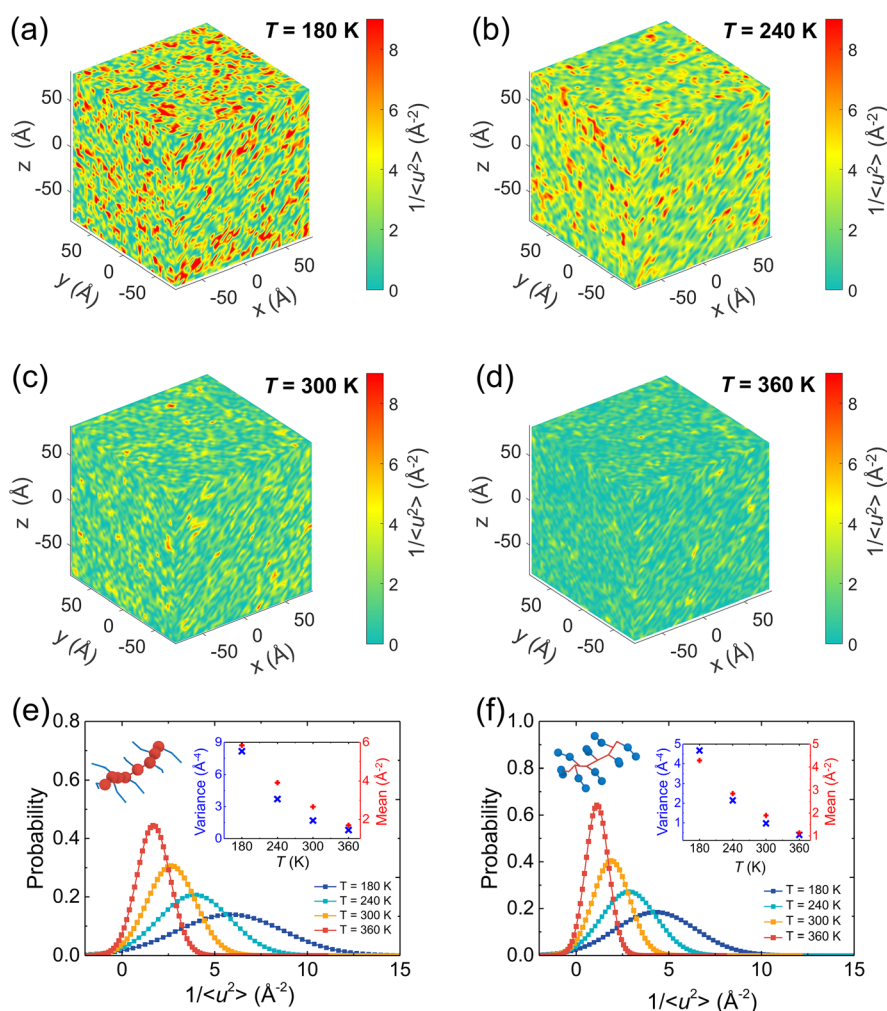 (a)
T = 180 K
(b)
T = 240 K
z (Å)
50
0
-50
50
0
-50
y (Å)
-50
0
50
x (Å)
8
6
4
2
0
1/<u²> (Å⁻²)
z (Å)
50
0
-50
50
0
-50
y (Å)
-50
0
50
x (Å)
8
6
4
2
0
1/<u²> (Å⁻²)
(c)
T = 300 K
(d)
T = 360 K
z (Å)
50
0
-50
50
0
-50
y (Å)
-50
0
50
x (Å)
8
6
4
2
0
1/<u²> (Å⁻²)
z (Å)
50
0
-50
50
0
-50
y (Å)
-50
0
50
x (Å)
8
6
4
2
0
1/<u²> (Å⁻²)
(e)
0.8
0.6
0.4
0.2
0.0
Probability
0 5 10 15
1/<u²> (Å⁻²)
9
6
3
0
Variance (Å⁻⁴)
6
4
2
Mean (Å⁻²)
180 240 300 360
T (K)
T = 180 K
T = 240 K
T = 300 K
T = 360 K
(f)
1.0
0.8
0.6
0.4
0.2
0.0
Probability
0 5 10 15
1/<u²> (Å⁻²)
5
4
3
2
1
Variance (Å⁻⁴)
5
4
3
2
1
Mean (Å⁻²)
180 240 300 360
T (K)
T = 180 K
T = 240 K
T = 300 K
T = 360 K